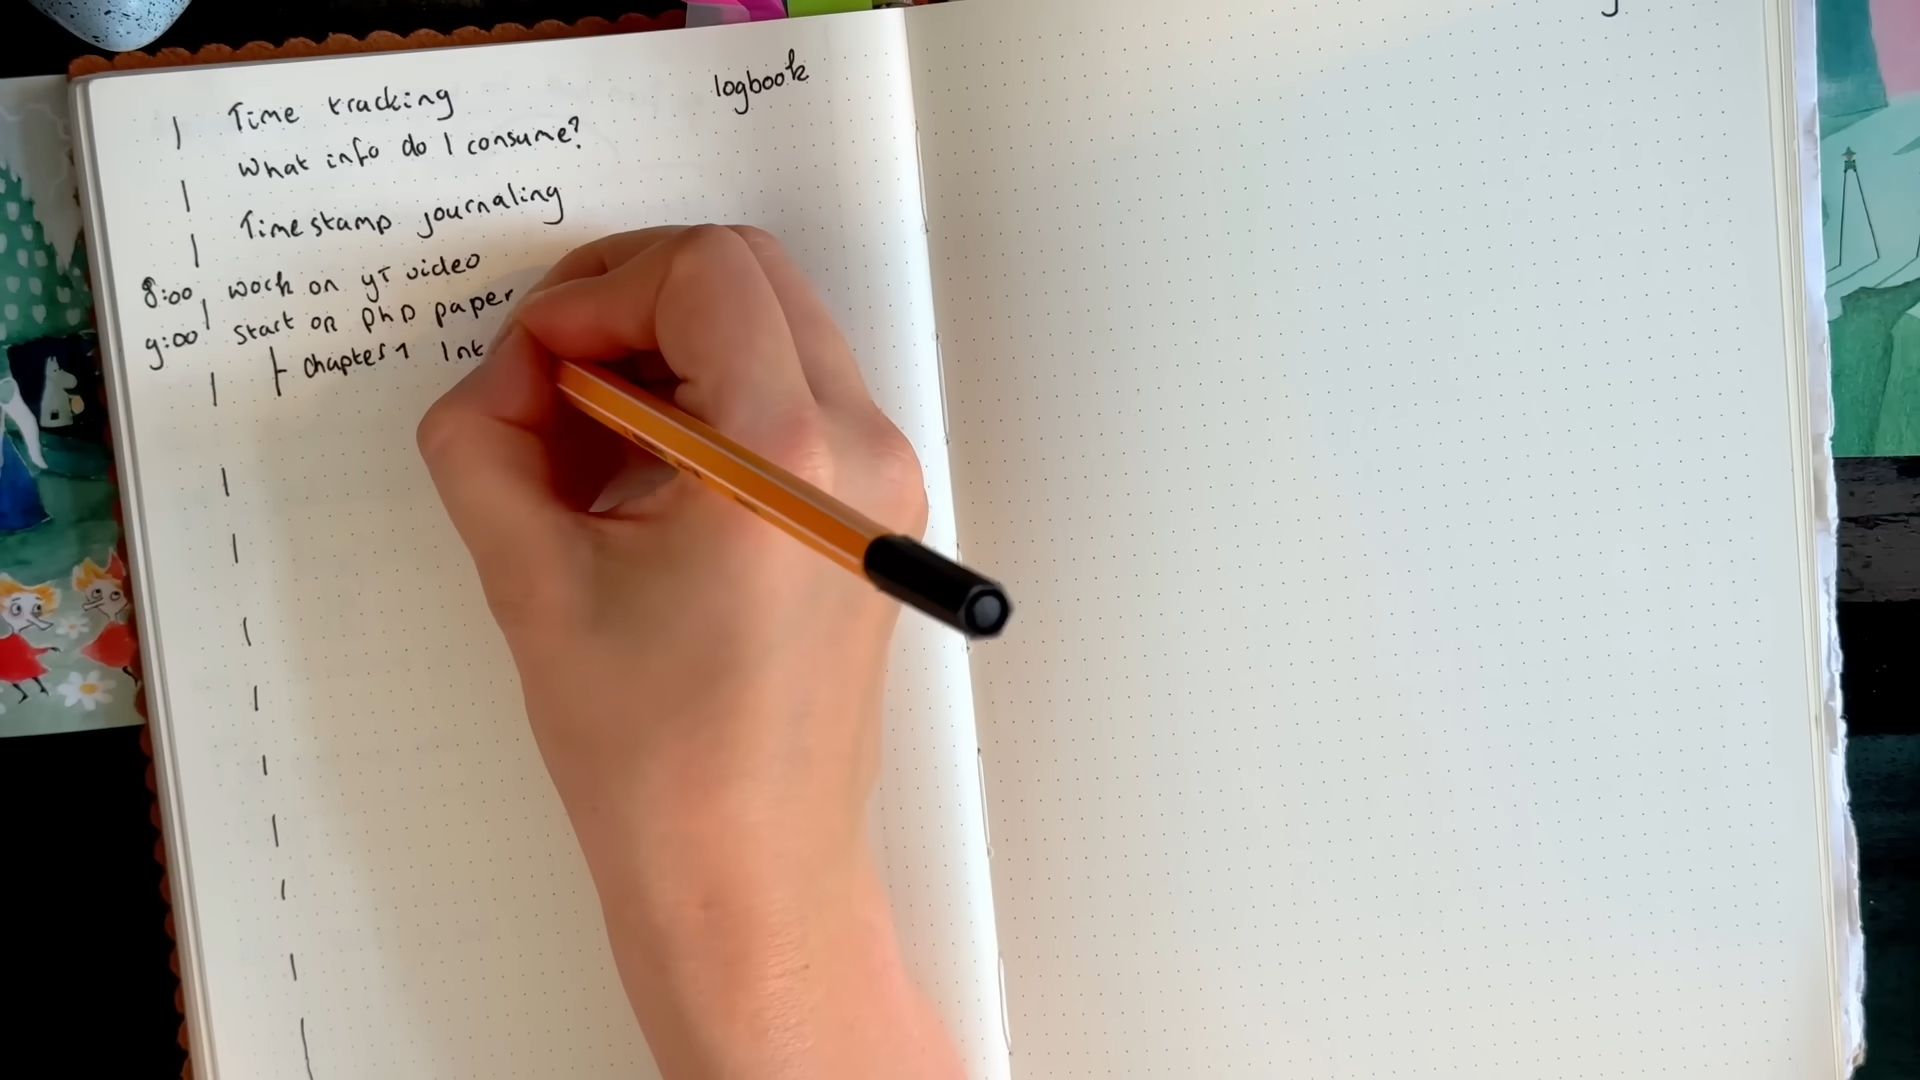 logbook
Time tracking
What info do I consume?
Timestamp journaling
8:00 work on yT video
9:00 Start on PhD paper
Chapter 1 Int